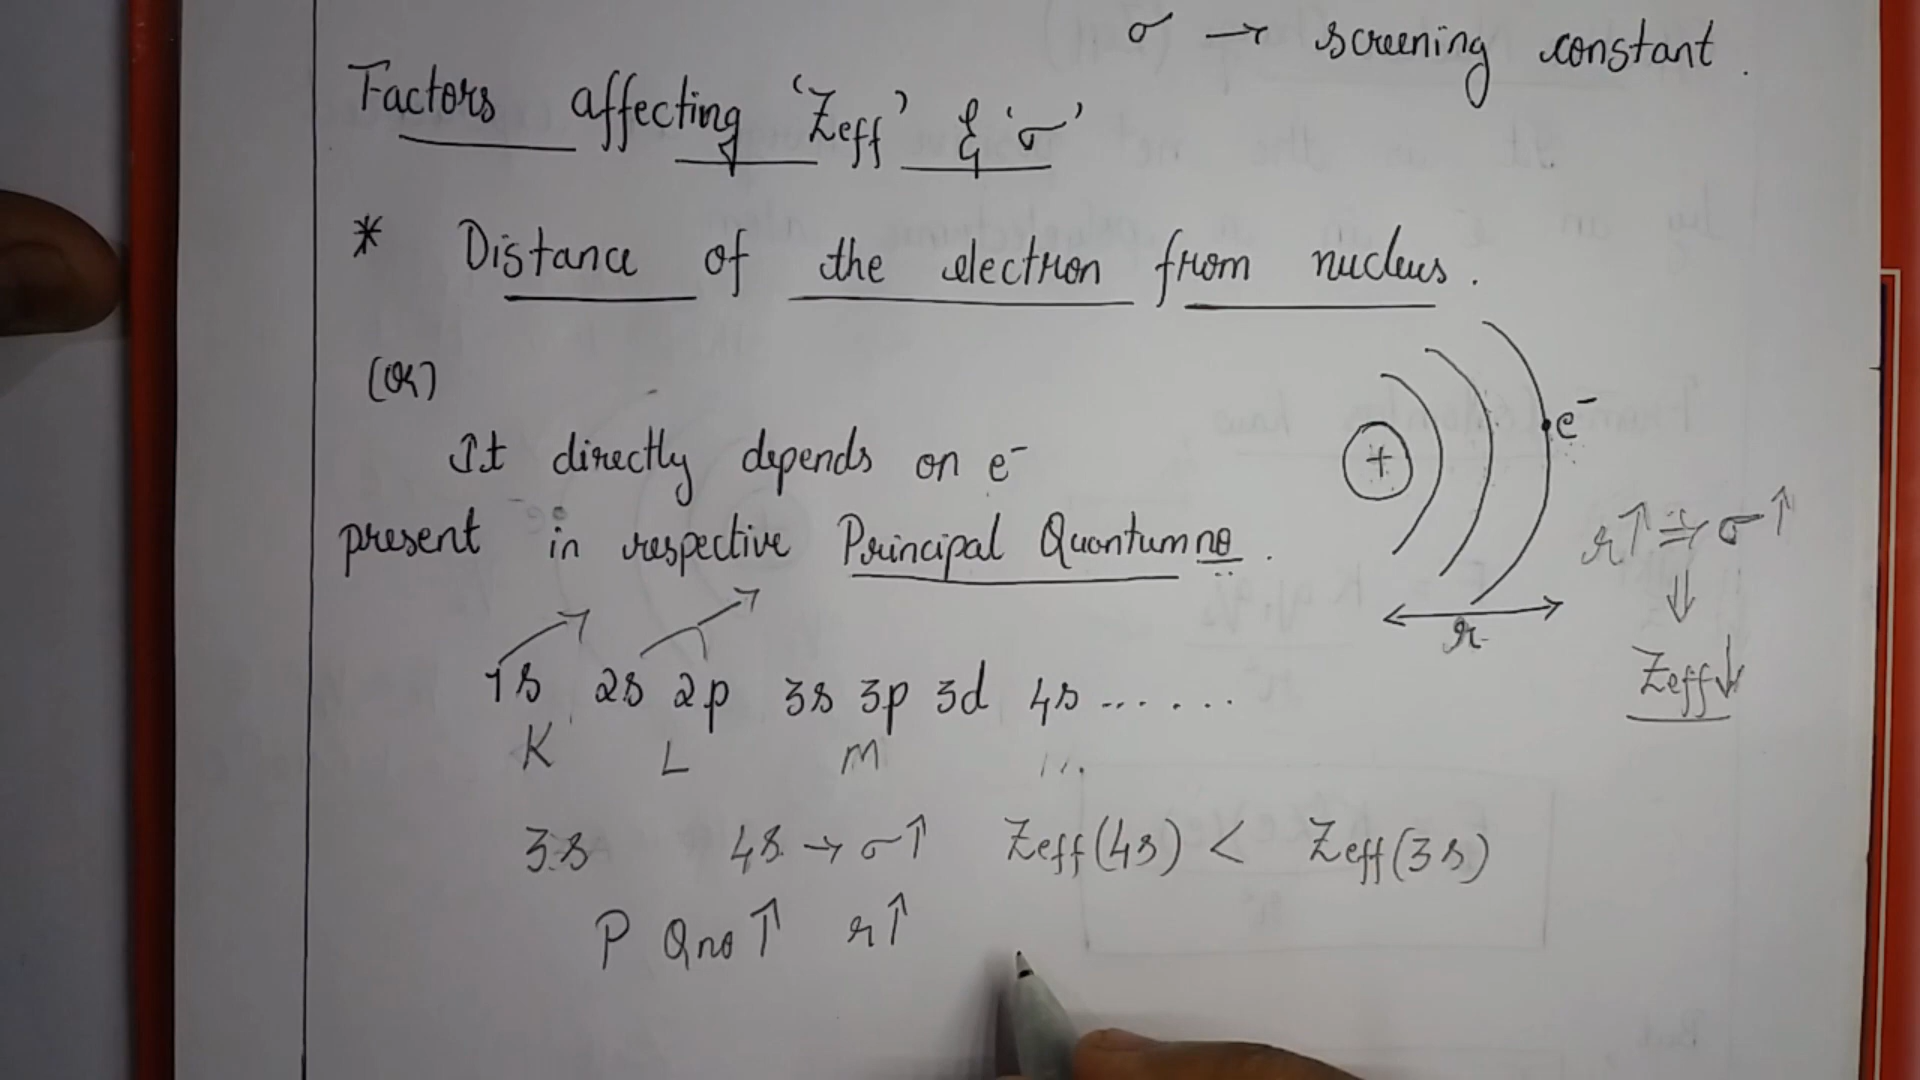 σ → screening constant.
Factors affecting 'Zeff' & 'σ'
* Distance of the electron from nucleus.
(or)
It directly depends on e⁻
present in respective Principal Quantum no.
+
e⁻
r
r↑ ⇒ σ↑
⇓
Zeff↓
1s 2s 2p 3s 3p 3d 4s ......
K L M ...
3s 4s → σ↑ Zeff(4s) < Zeff(3s)
P Qno ↑ r↑